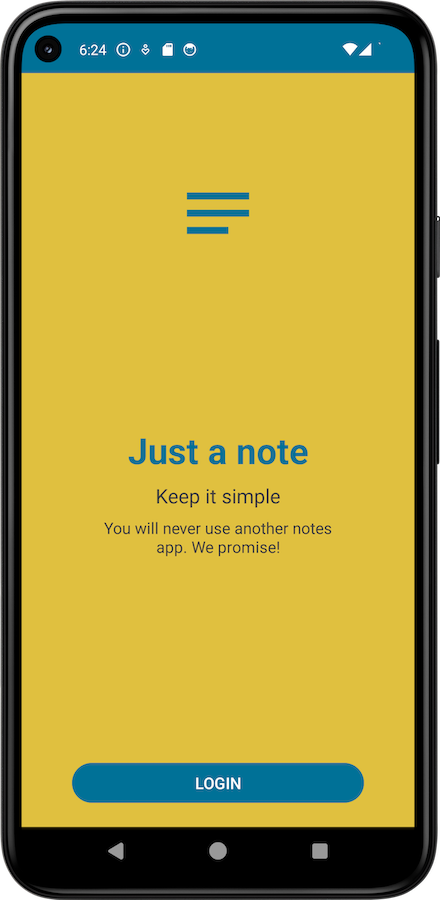 6:24
Just a note
Keep it simple
You will never use another notes
app. We promise!
LOGIN